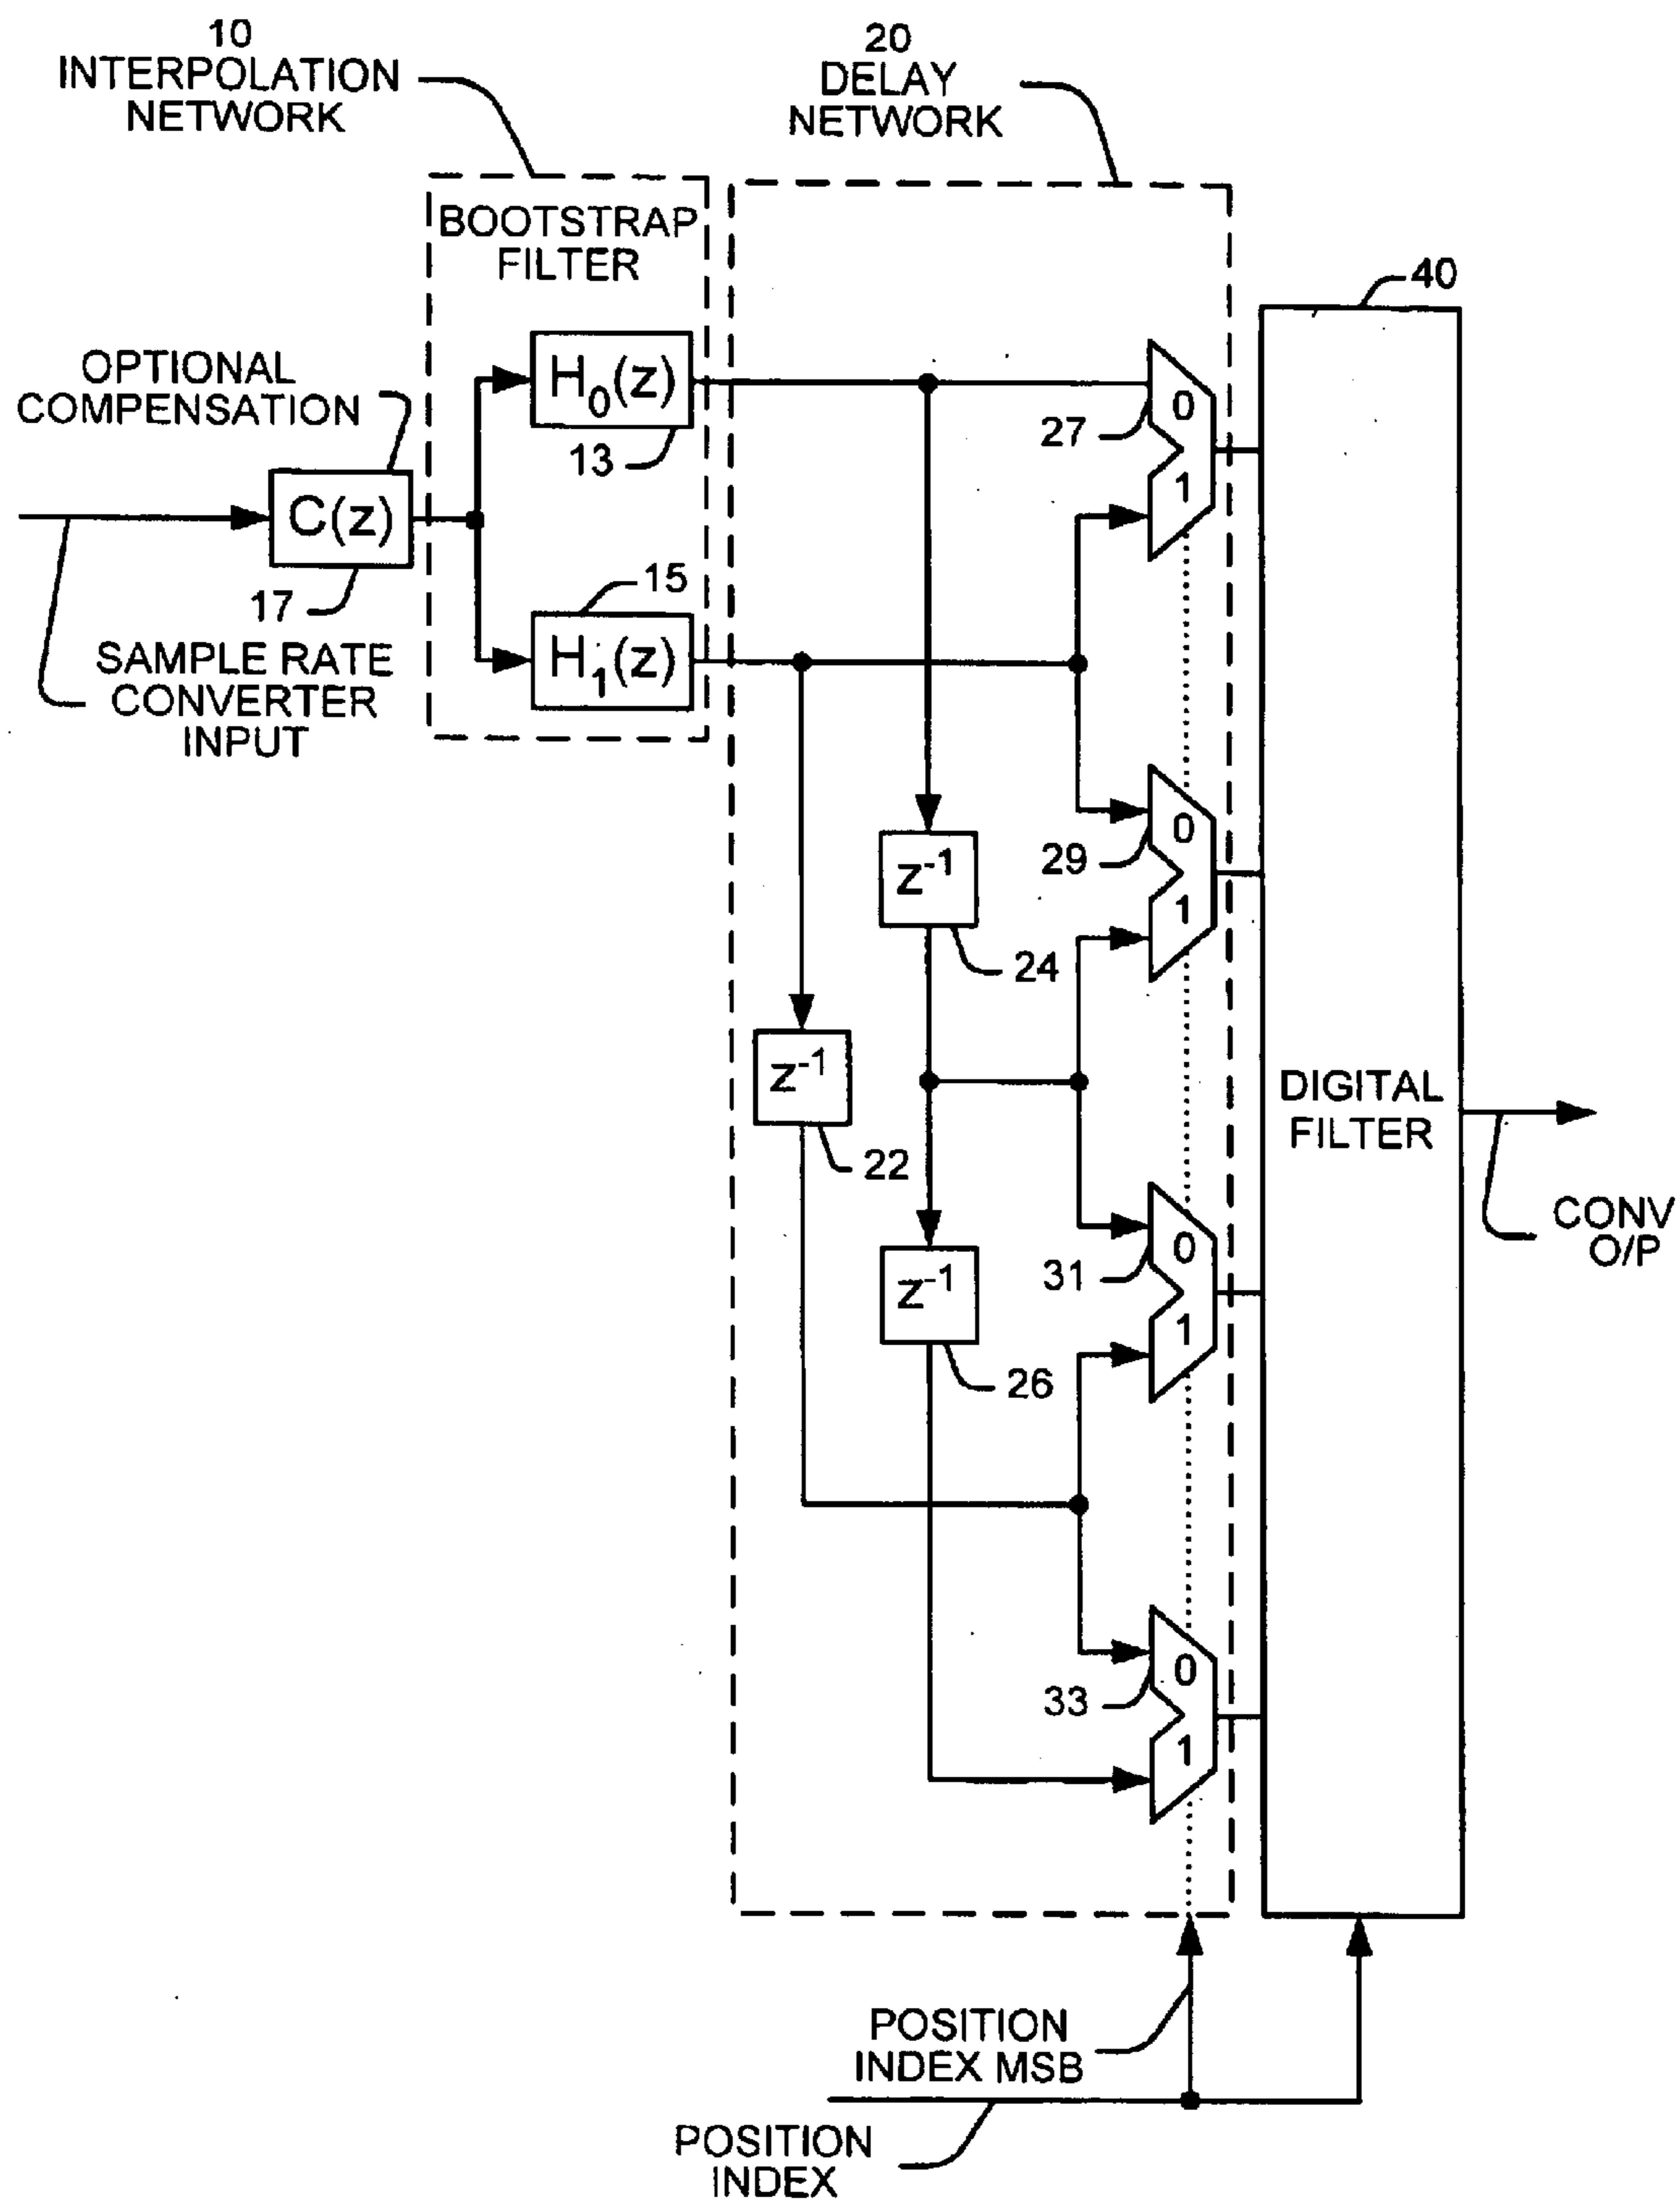 10
INTERPOLATION
NETWORK
20
DELAY
NETWORK
BOOTSTRAP
FILTER
40
OPTIONAL
COMPENSATION
H0(z)
13
27
0
1
C(z)
17
15
H1(z)
SAMPLE RATE
CONVERTER
INPUT
0
29
1
z-1
24
z-1
22
DIGITAL
FILTER
CONV
O/P
0
31
1
z-1
26
0
33
1
POSITION
INDEX MSB
POSITION
INDEX